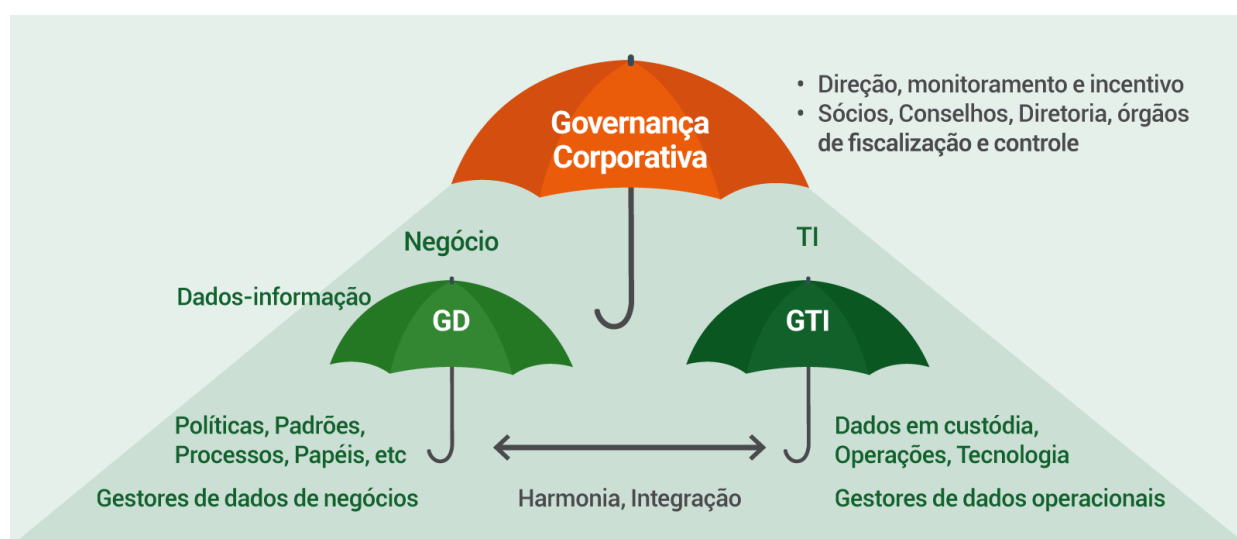 • Direção, monitoramento e incentivo
• Sócios, Conselhos, Diretoria, órgãos
de fiscalização e controle
Governança
Corporativa
Negócio
TI
Dados-informação
GD
GTI
Políticas, Padrões,
Processos, Papéis, etc
Dados em custódia,
Operações, Tecnologia
Gestores de dados de negócios
Harmonia, Integração
Gestores de dados operacionais